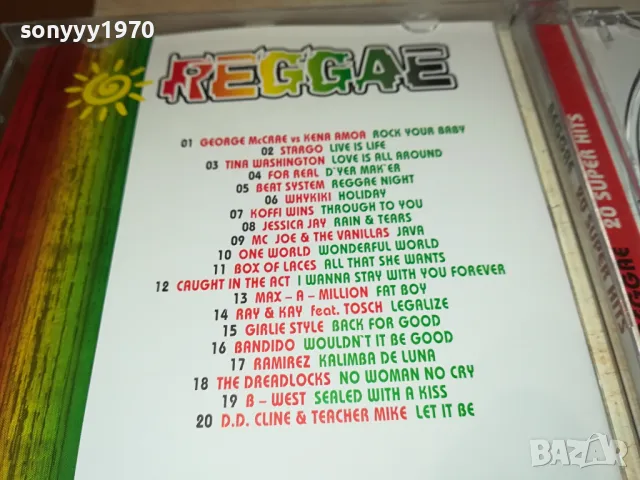 sonyyy1970
REGGAE
01 GEORGE McCRAE vs KENA AMOA ROCK YOUR BABY
02 STARGO LIVE IS LIFE
03 TINA WASHINGTON LOVE IS ALL AROUND
04 FOR REAL D'YER MAK'ER
05 BEAT SYSTEM REGGAE NIGHT
06 WHYKIKI HOLIDAY
07 KOFFI WINS THROUGH TO YOU
08 JESSICA JAY RAIN & TEARS
09 MC JOE & THE VANILLAS JAVA
10 ONE WORLD WONDERFUL WORLD
11 BOX OF LACES ALL THAT SHE WANTS
12 CAUGHT IN THE ACT I WANNA STAY WITH YOU FOREVER
13 MAX – A – MILLION FAT BOY
14 RAY & KAY feat. TOSCH LEGALIZE
15 GIRLIE STYLE BACK FOR GOOD
16 BANDIDO WOULDN'T IT BE GOOD
17 RAMIREZ KALIMBA DE LUNA
18 THE DREADLOCKS NO WOMAN NO CRY
19 B – WEST SEALED WITH A KISS
20 D.D. CLINE & TEACHER MIKE LET IT BE
20 SUPER HITS
REGGAE
BAZAR